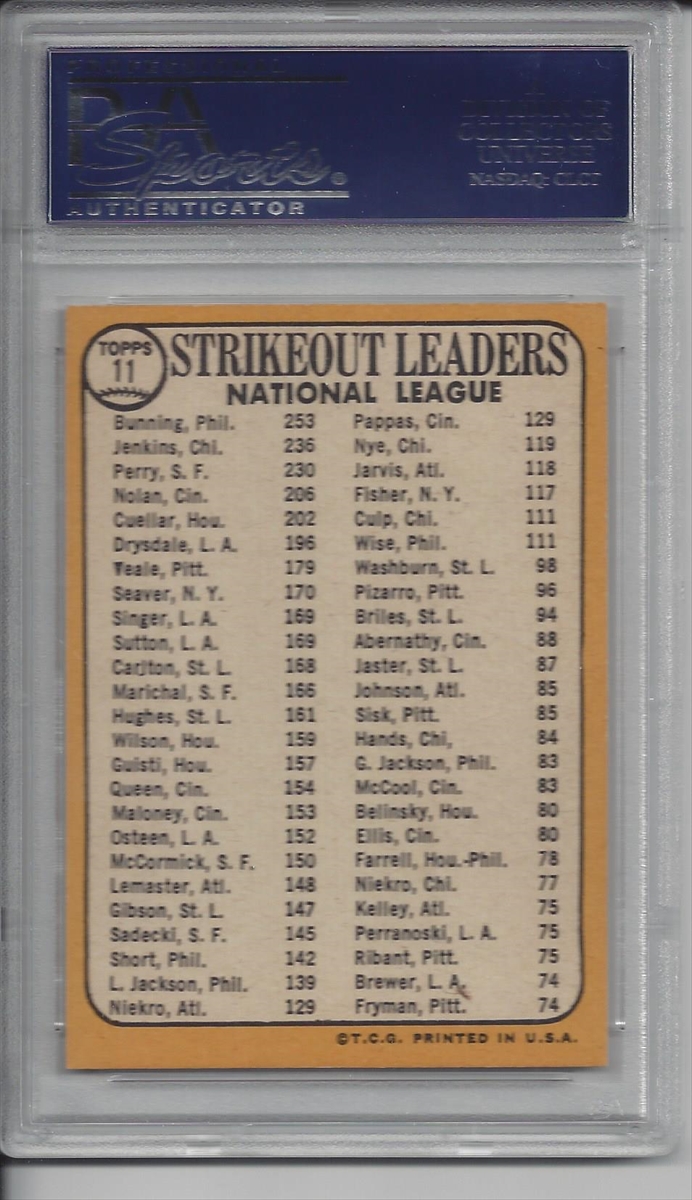 PROFESSIONAL
PSA
Sports®
AUTHENTICATOR
A
DIVISION OF
COLLECTORS
UNIVERSE
NASDAQ: CLCT
TOPPS
11
STRIKEOUT LEADERS
NATIONAL LEAGUE
Bunning, Phil. 253
Jenkins, Chi. 236
Perry, S. F. 230
Nolan, Cin. 206
Cuellar, Hou. 202
Drysdale, L. A. 196
Veale, Pitt. 179
Seaver, N. Y. 170
Singer, L. A. 169
Sutton, L. A. 169
Carlton, St. L. 168
Marichal, S. F. 166
Hughes, St. L. 161
Wilson, Hou. 159
Giusti, Hou. 157
Queen, Cin. 154
Maloney, Cin. 153
Osteen, L. A. 152
McCormick, S. F. 150
Lemaster, Atl. 148
Gibson, St. L. 147
Sadecki, S. F. 145
Short, Phil. 142
L. Jackson, Phil. 139
Niekro, Atl. 129
Pappas, Cin. 129
Nye, Chi. 119
Jarvis, Atl. 118
Fisher, N. Y. 117
Culp, Chi. 111
Wise, Phil. 111
Washburn, St. L. 98
Pizarro, Pitt. 96
Briles, St. L. 94
Abernathy, Cin. 88
Jaster, St. L. 87
Johnson, Atl. 85
Sisk, Pitt. 85
Hands, Chi, 84
G. Jackson, Phil. 83
McCool, Cin. 83
Belinsky, Hou. 80
Ellis, Cin. 80
Farrell, Hou.-Phil. 78
Niekro, Chi. 77
Kelley, Atl. 75
Perranoski, L. A. 75
Ribant, Pitt. 75
Brewer, L. A. 74
Fryman, Pitt. 74
©T.C.G. PRINTED IN U.S.A.